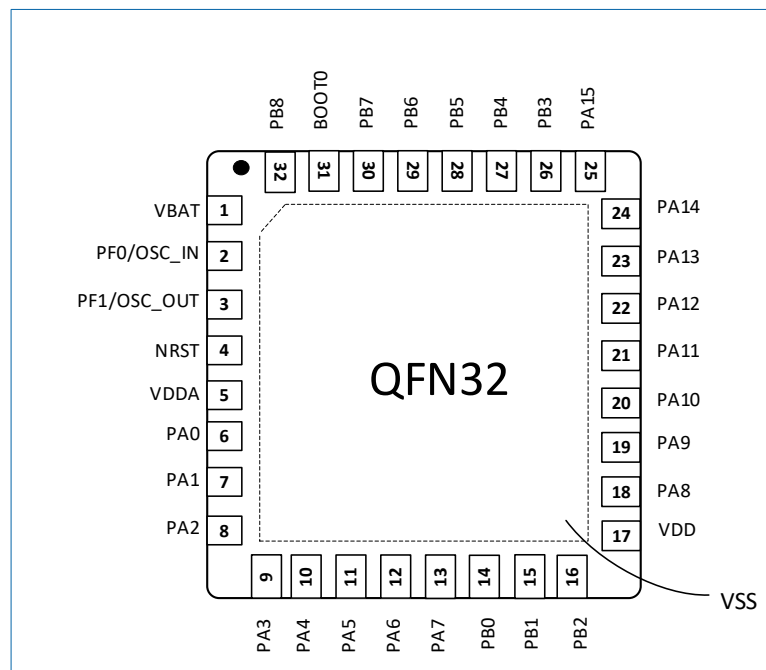 PB8 BOOT0 PB7 PB6 PB5 PB4 PB3 PA15
32 31 30 29 28 27 26 25
VBAT 1
PF0/OSC_IN 2
PF1/OSC_OUT 3
NRST 4
VDDA 5
PA0 6
PA1 7
PA2 8
QFN32
24 PA14
23 PA13
22 PA12
21 PA11
20 PA10
19 PA9
18 PA8
17 VDD
9 10 11 12 13 14 15 16
PA3 PA4 PA5 PA6 PA7 PB0 PB1 PB2
VSS